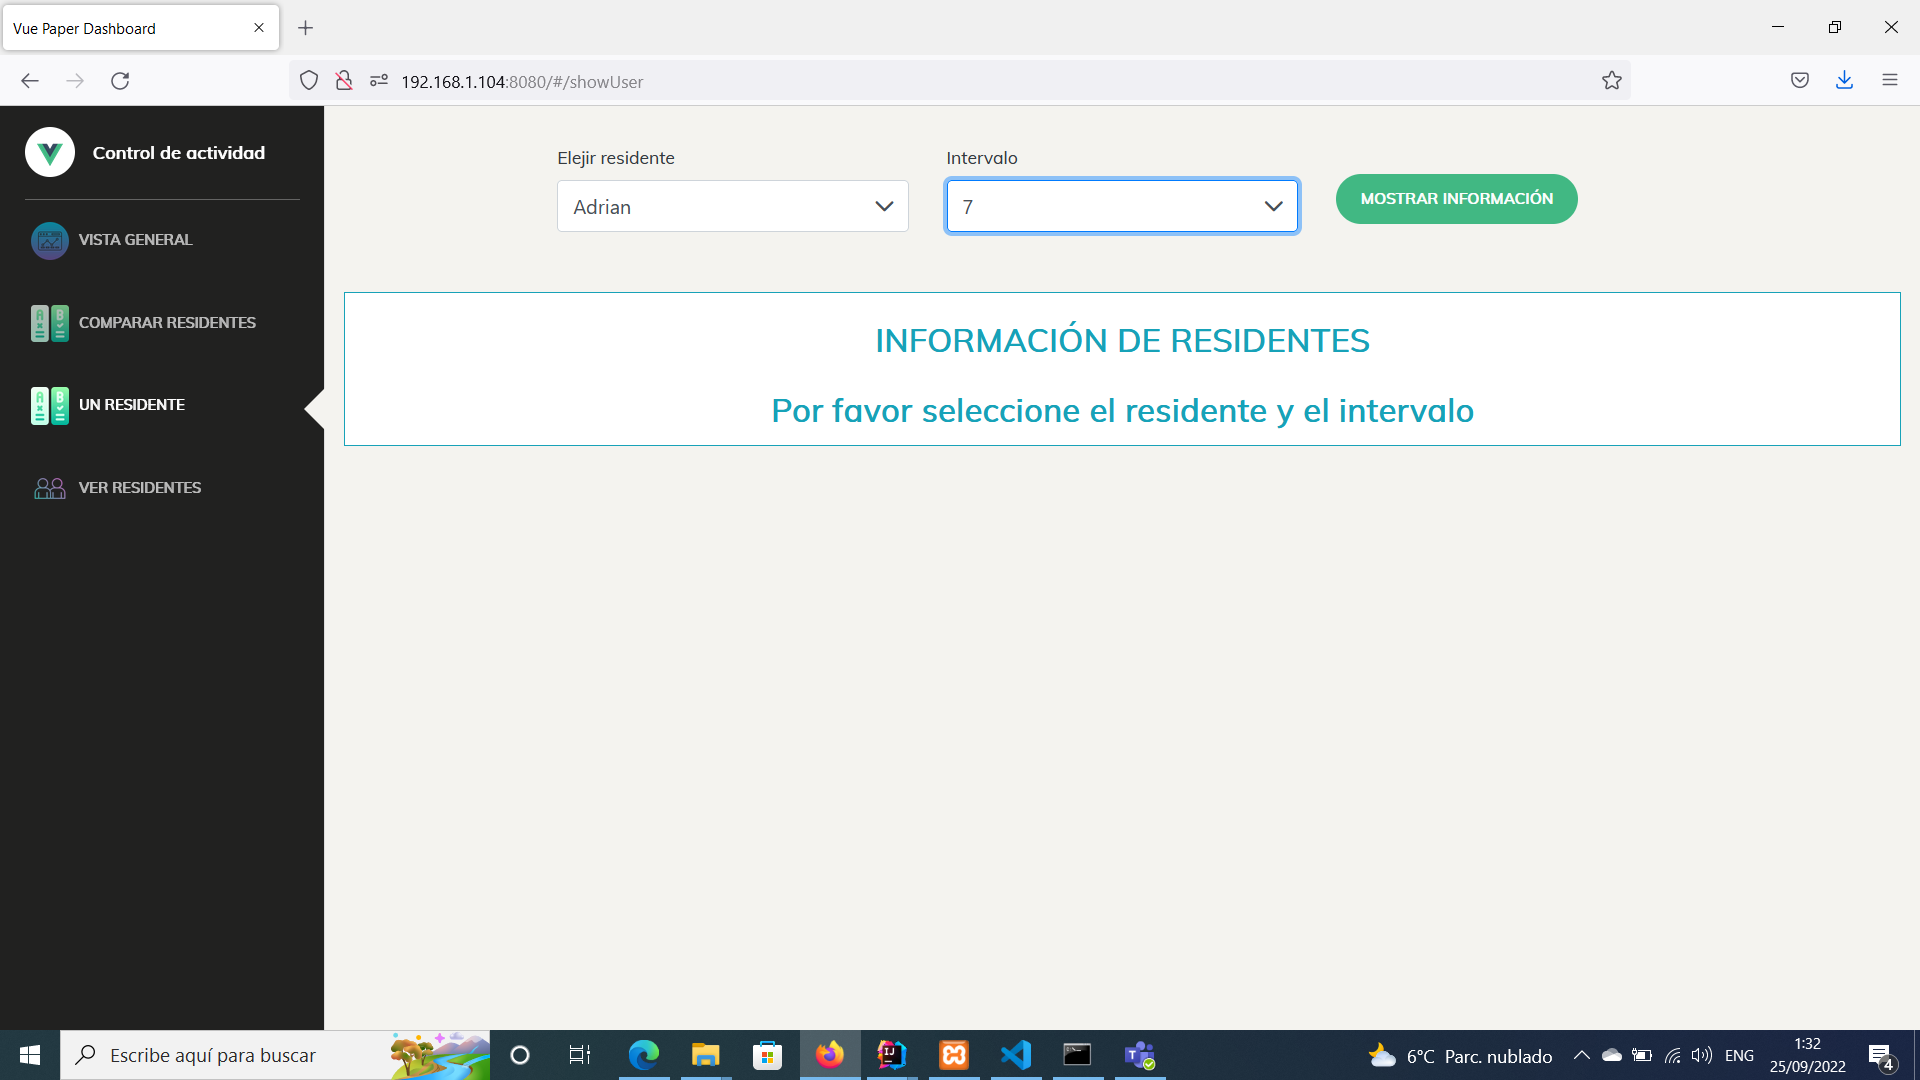 Vue Paper Dashboard
192.168.1.104:8080/#/showUser
Control de actividad
VISTA GENERAL
COMPARAR RESIDENTES
UN RESIDENTE
VER RESIDENTES
Elejir residente
Intervalo
Adrian
7
MOSTRAR INFORMACIÓN
INFORMACIÓN DE RESIDENTES
Por favor seleccione el residente y el intervalo
Escribe aquí para buscar
6°C Parc. nublado
ENG
1:32
25/09/2022
4